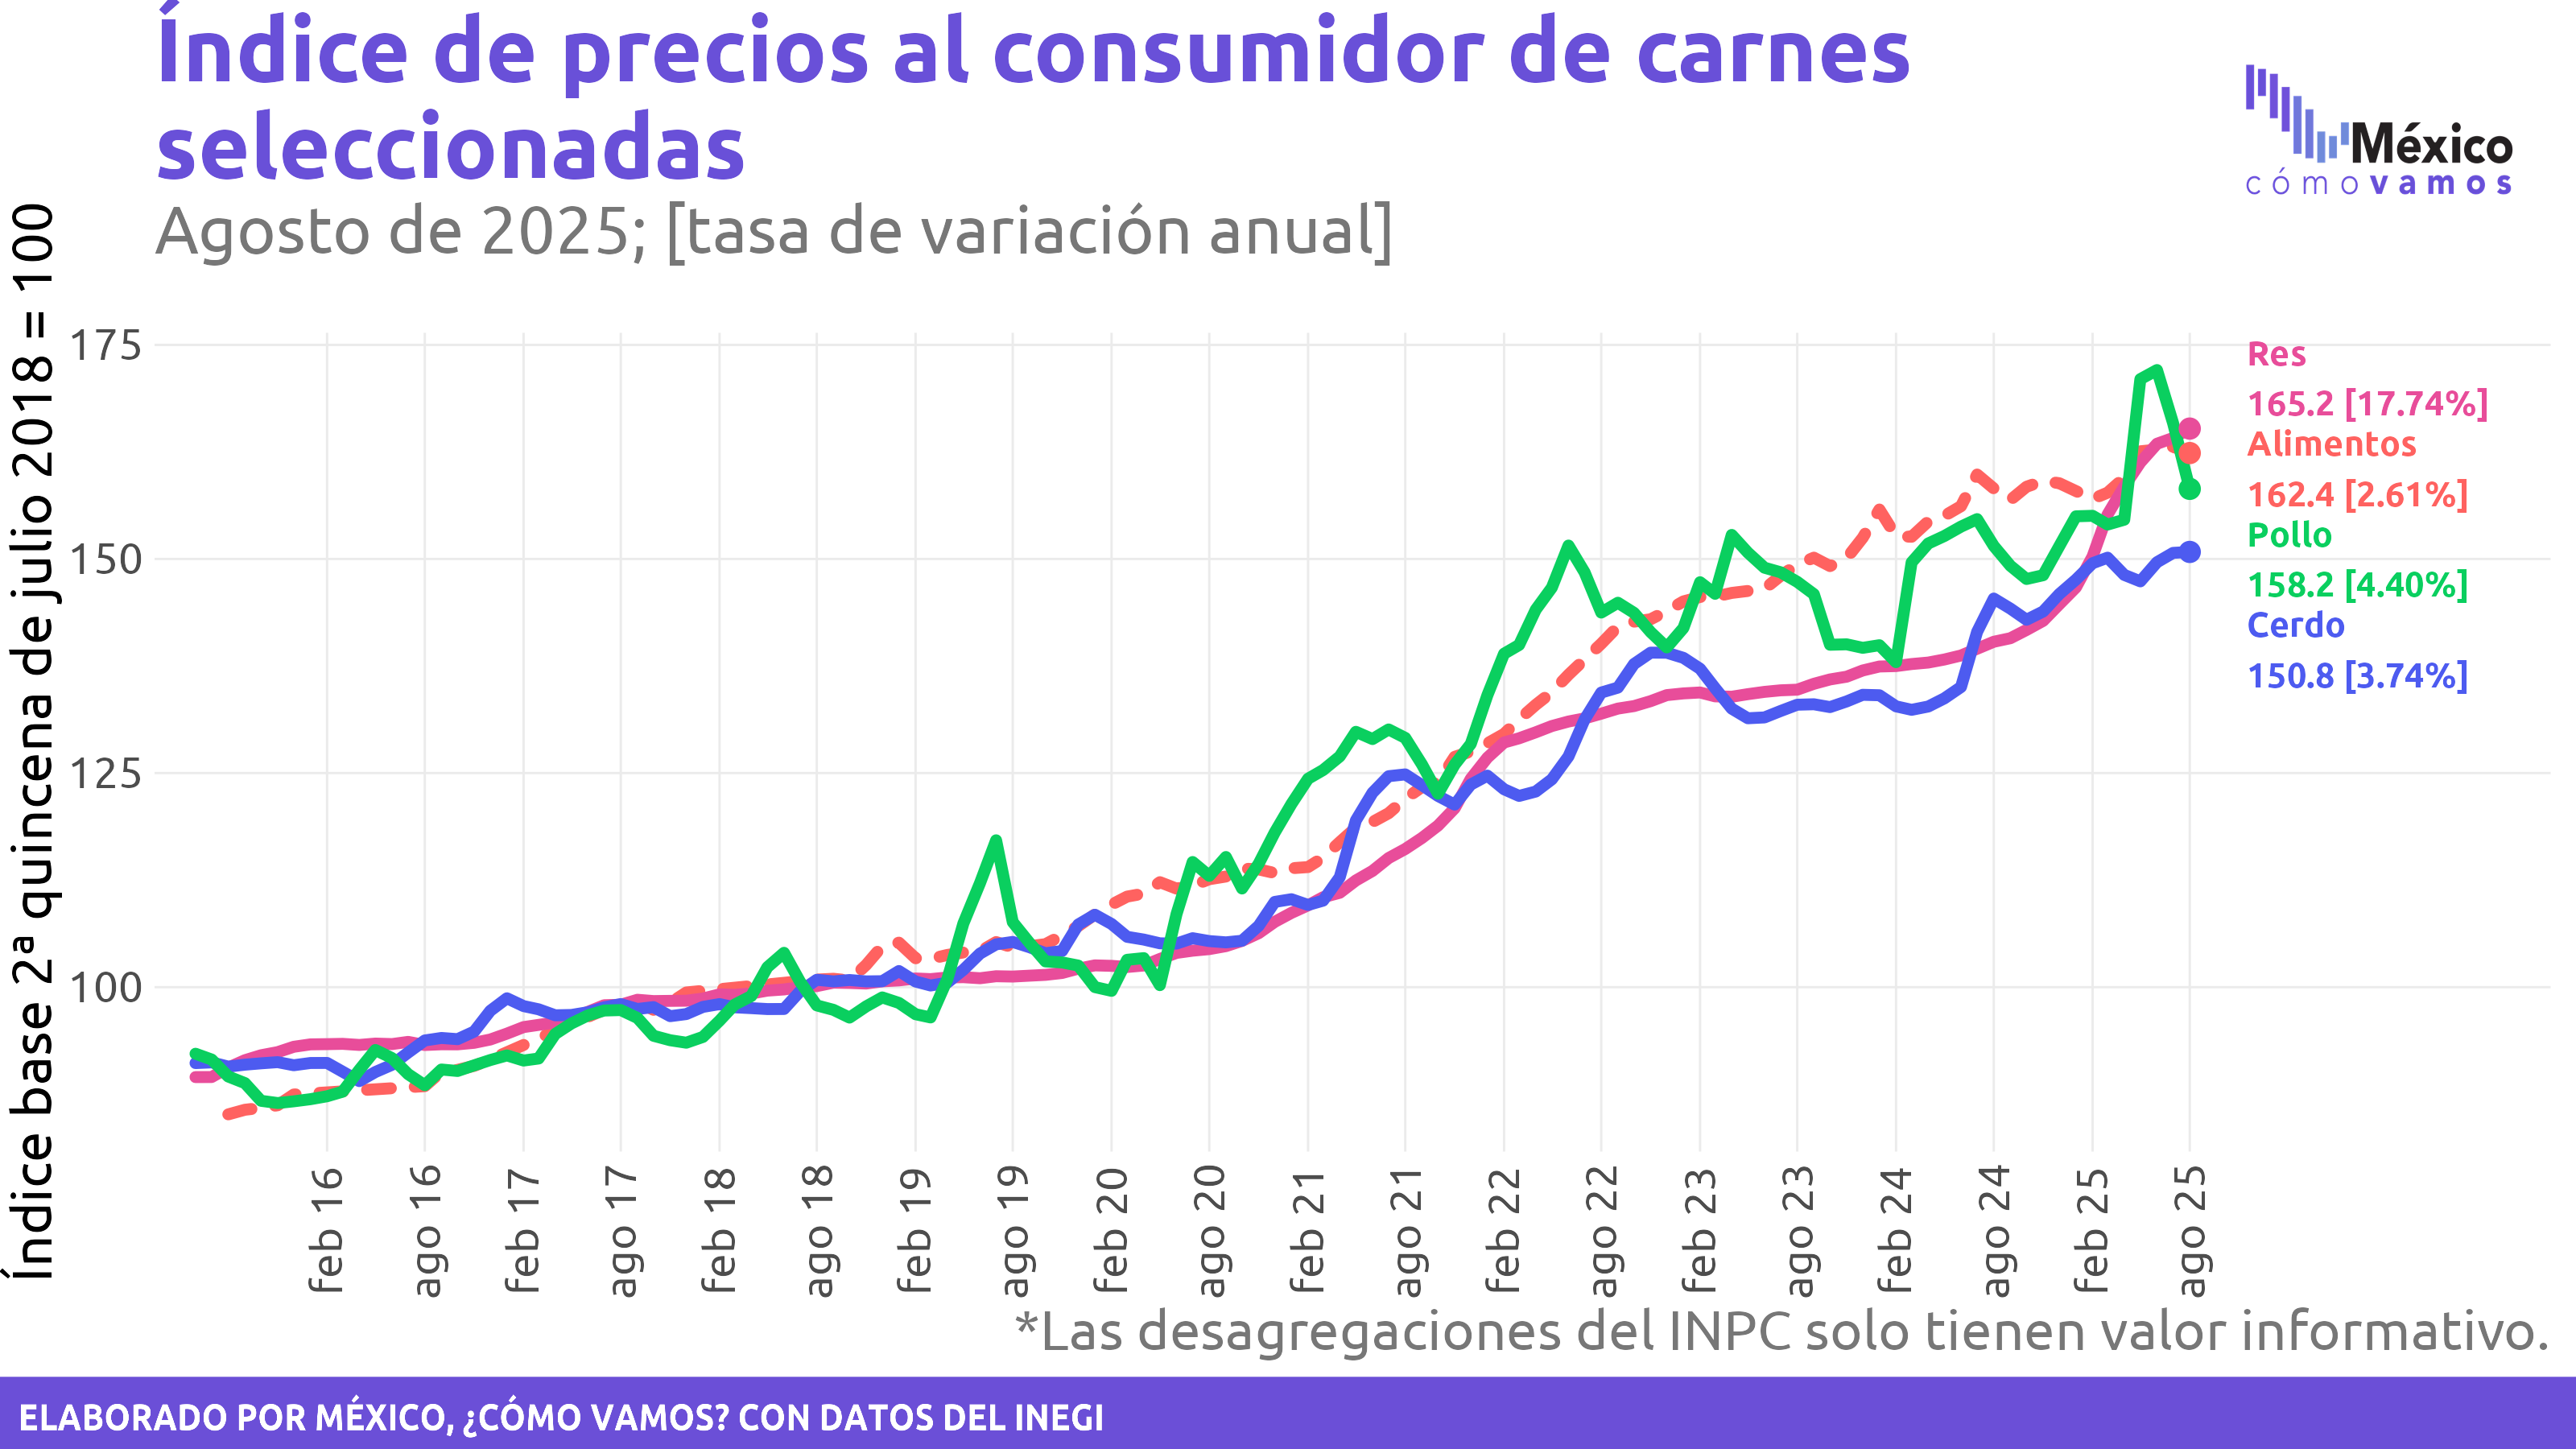 Índice de precios al consumidor de carnes
seleccionadas
Agosto de 2025; [tasa de variación anual]
México
cómovamos
Índice base 2ª quincena de julio 2018 = 100
175
150
125
100
Res
165.2 [17.74%]
Alimentos
162.4 [2.61%]
Pollo
158.2 [4.40%]
Cerdo
150.8 [3.74%]
feb 16
ago 16
feb 17
ago 17
feb 18
ago 18
feb 19
ago 19
feb 20
ago 20
feb 21
ago 21
feb 22
ago 22
feb 23
ago 23
feb 24
ago 24
feb 25
ago 25
*Las desagregaciones del INPC solo tienen valor informativo.
ELABORADO POR MÉXICO, ¿CÓMO VAMOS? CON DATOS DEL INEGI